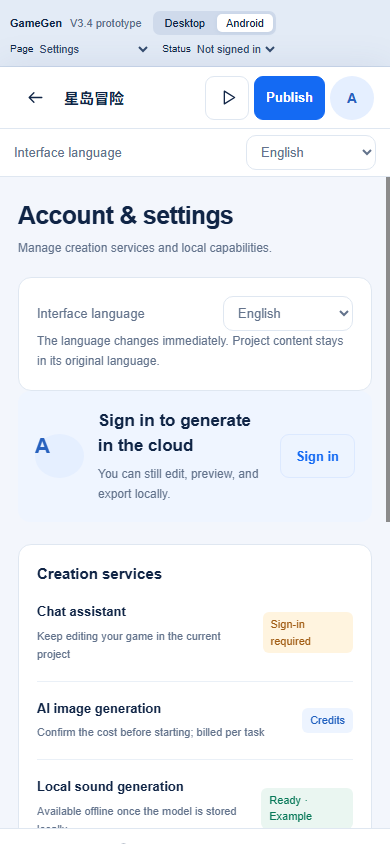 GameGen V3.4 prototype Desktop Android
Page Settings Status Not signed in
星岛冒险 Publish A
Interface language English
Account & settings
Manage creation services and local capabilities.
Interface language English
The language changes immediately. Project content stays
in its original language.
A
Sign in to generate
in the cloud
You can still edit, preview, and
export locally.
Sign in
Creation services
Chat assistant
Keep editing your game in the current
project
Sign-in
required
AI image generation
Confirm the cost before starting; billed per task
Credits
Local sound generation
Available offline once the model is stored
locally
Ready ·
Example